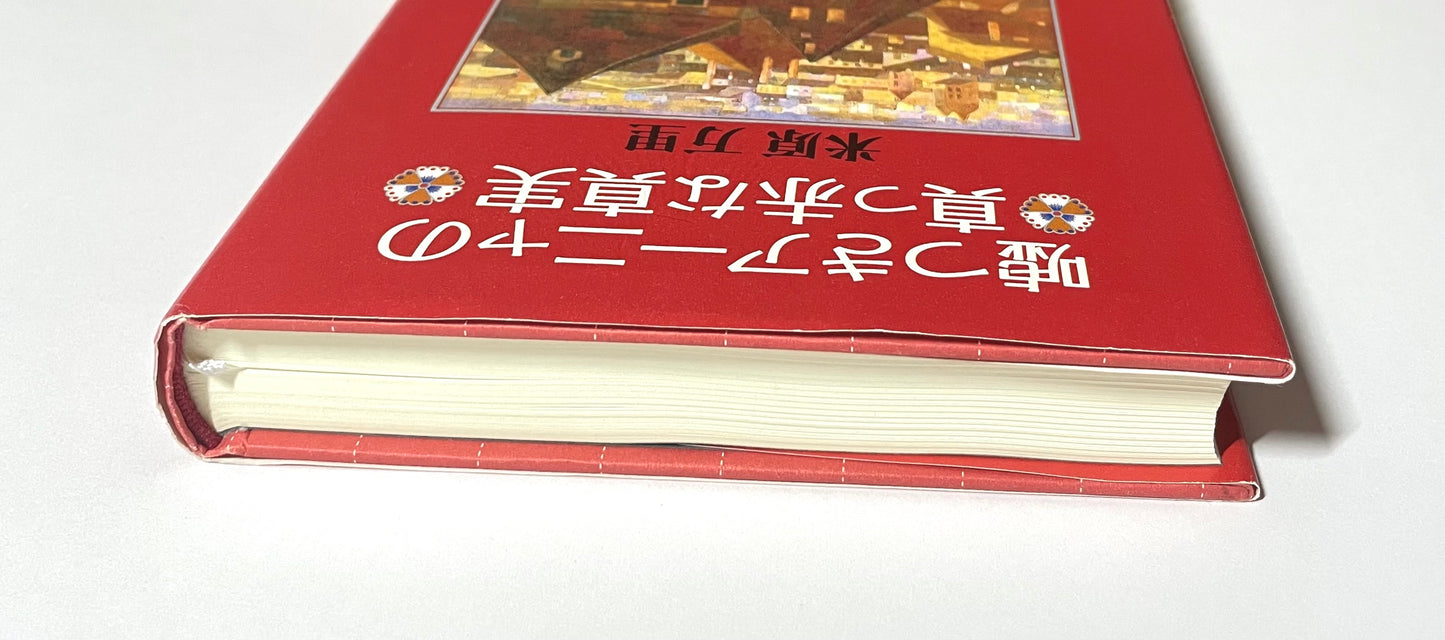 嘘つきアーニャの
真っ赤な真実
米原 万里